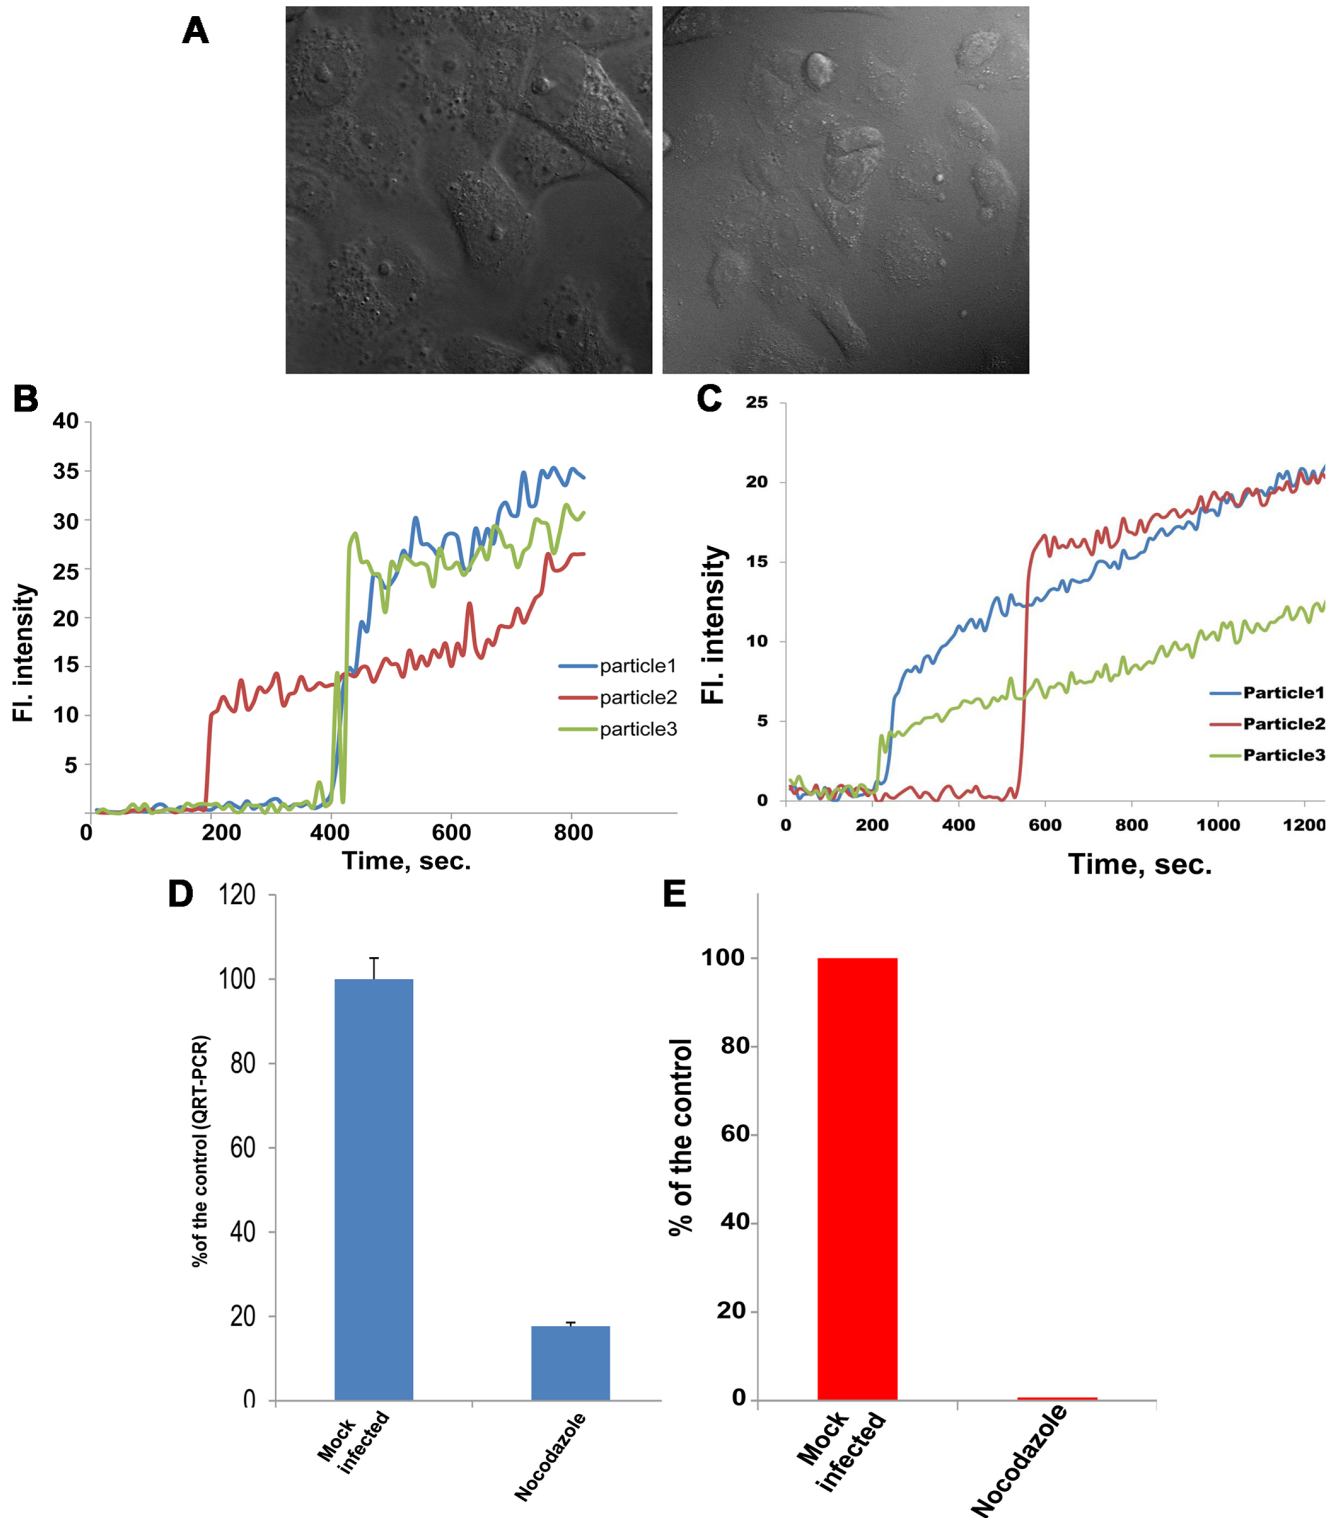 A
B
40
35
30
25
20
15
10
5
Fl. intensity
0
200
400
600
800
Time, sec.
particle1
particle2
particle3
C
25
20
15
10
5
0
Fl. intensity
0
200
400
600
800
1000
1200
Time, sec.
Particle1
Particle2
Particle3
D
120
100
80
60
40
20
0
%of the control (QRT-PCR)
Mock
infected
Nocodazole
E
100
80
60
40
20
0
% of the control
Mock
infected
Nocodazole